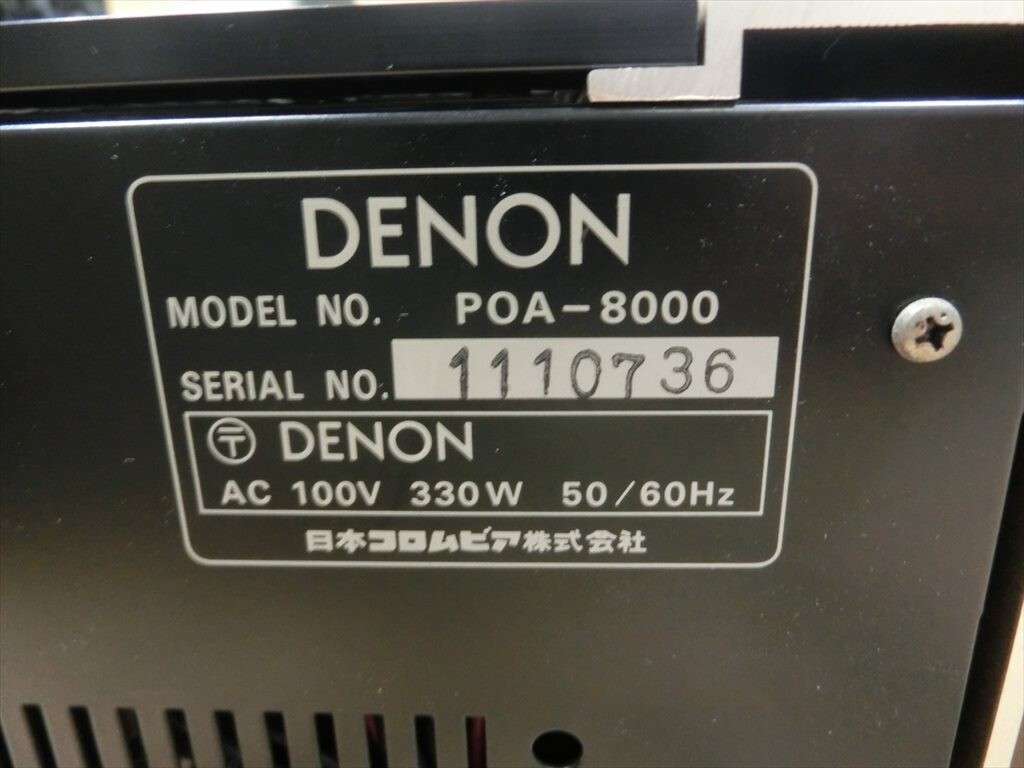 DENON
MODEL NO. POA-8000
SERIAL NO. 1110736
〒 DENON
AC 100V 330W 50/60Hz
日本コロムビア株式会社